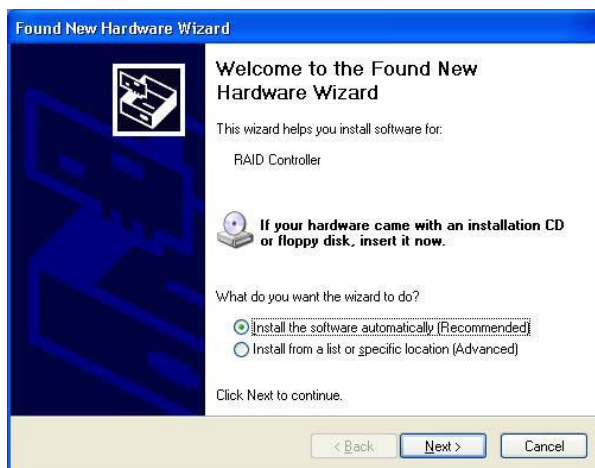 Found New Hardware Wizard
Welcome to the Found New
Hardware Wizard
This wizard helps you install software for:
RAID Controller
If your hardware came with an installation CD
or floppy disk, insert it now.
What do you want the wizard to do?
Install the software automatically (Recommended)
Install from a list or specific location (Advanced)
Click Next to continue.
< Back Next > Cancel